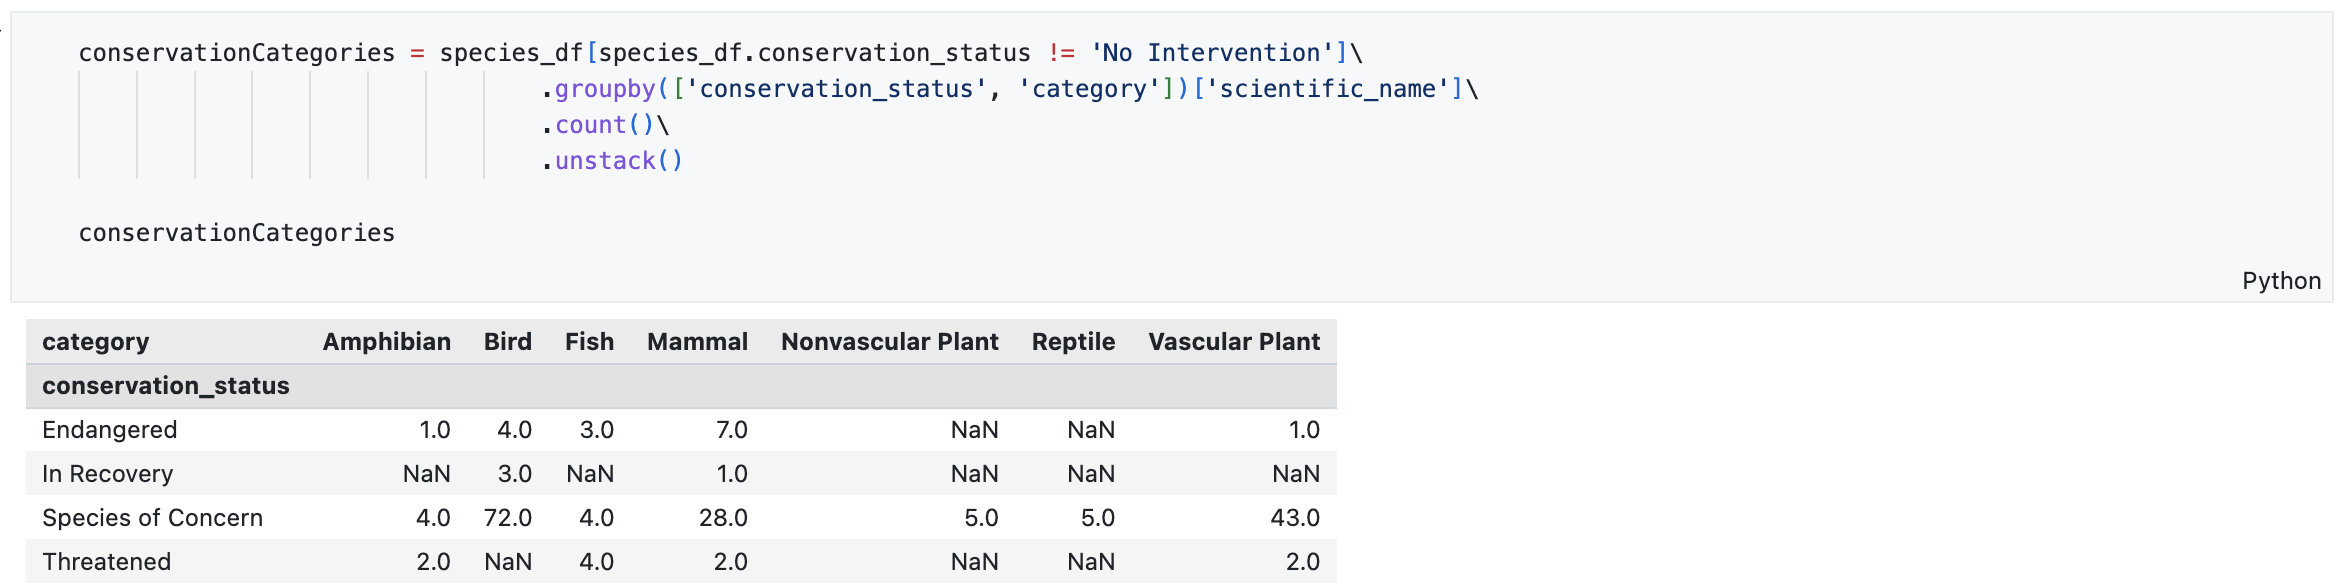 conservationCategories = species_df[species_df.conservation_status != 'No Intervention']\
.groupby(['conservation_status', 'category'])['scientific_name']\
.count()\
.unstack()
conservationCategories
Python
category Amphibian Bird Fish Mammal Nonvascular Plant Reptile Vascular Plant
conservation_status
Endangered 1.0 4.0 3.0 7.0 NaN NaN 1.0
In Recovery NaN 3.0 NaN 1.0 NaN NaN NaN
Species of Concern 4.0 72.0 4.0 28.0 5.0 5.0 43.0
Threatened 2.0 NaN 4.0 2.0 NaN NaN 2.0